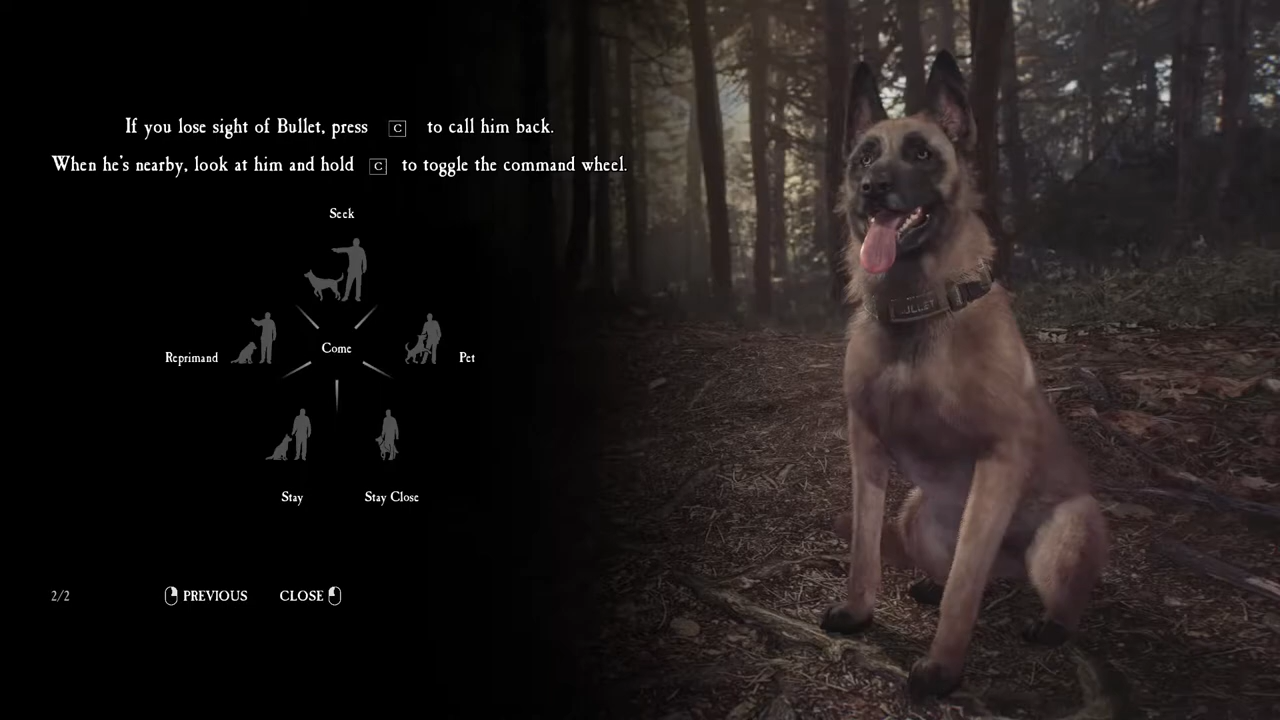 If you lose sight of Bullet, press C to call him back.
When he's nearby, look at him and hold C to toggle the command wheel.
Seek
Reprimand
Come
Pet
Stay
Stay Close
BULLET
2/2
PREVIOUS
CLOSE